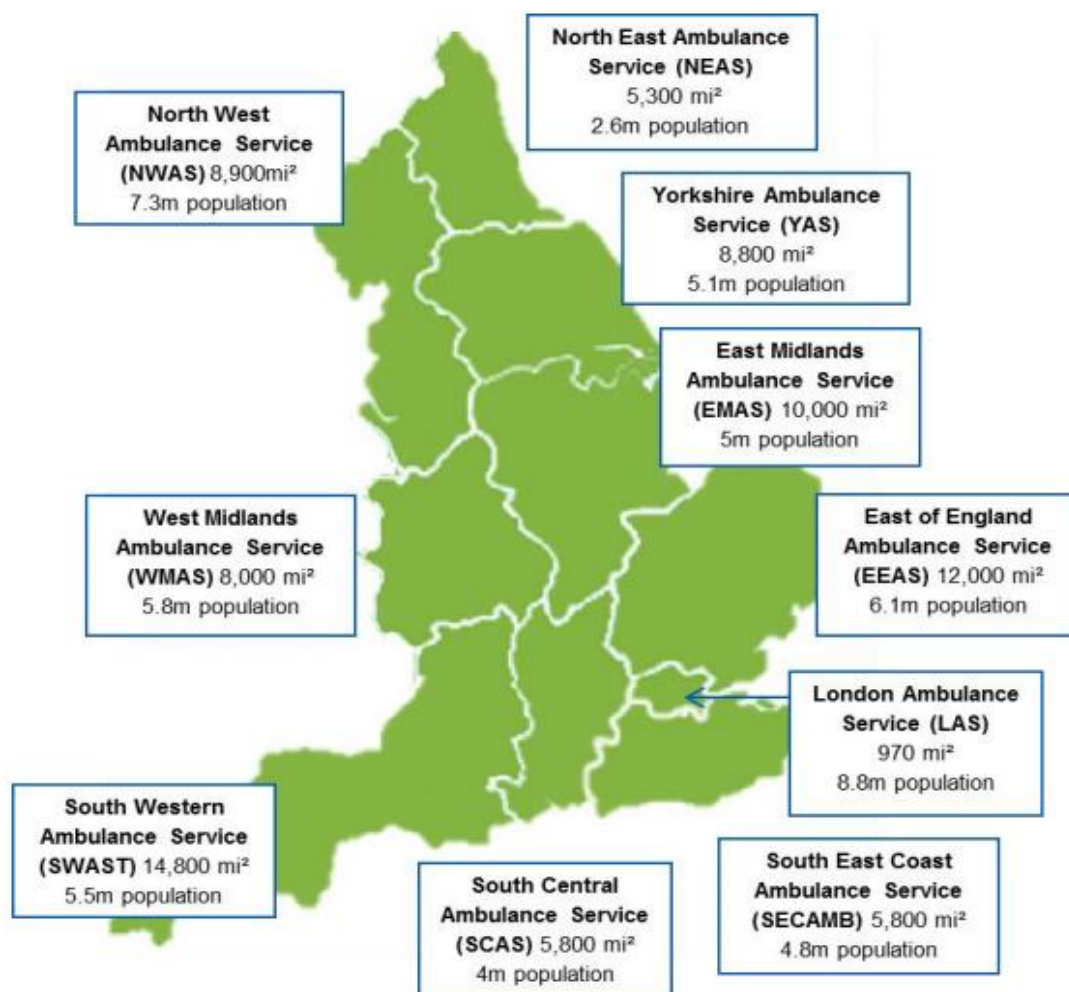 North East Ambulance
Service (NEAS)
5,300 mi²
2.6m population
North West
Ambulance Service
(NWAS) 8,900mi²
7.3m population
Yorkshire Ambulance
Service (YAS)
8,800 mi²
5.1m population
East Midlands
Ambulance Service
(EMAS) 10,000 mi²
5m population
West Midlands
Ambulance Service
(WMAS) 8,000 mi²
5.8m population
East of England
Ambulance Service
(EEAS) 12,000 mi²
6.1m population
London Ambulance
Service (LAS)
970 mi²
8.8m population
South Western
Ambulance Service
(SWAST) 14,800 mi²
5.5m population
South Central
Ambulance Service
(SCAS) 5,800 mi²
4m population
South East Coast
Ambulance Service
(SECAMB) 5,800 mi²
4.8m population